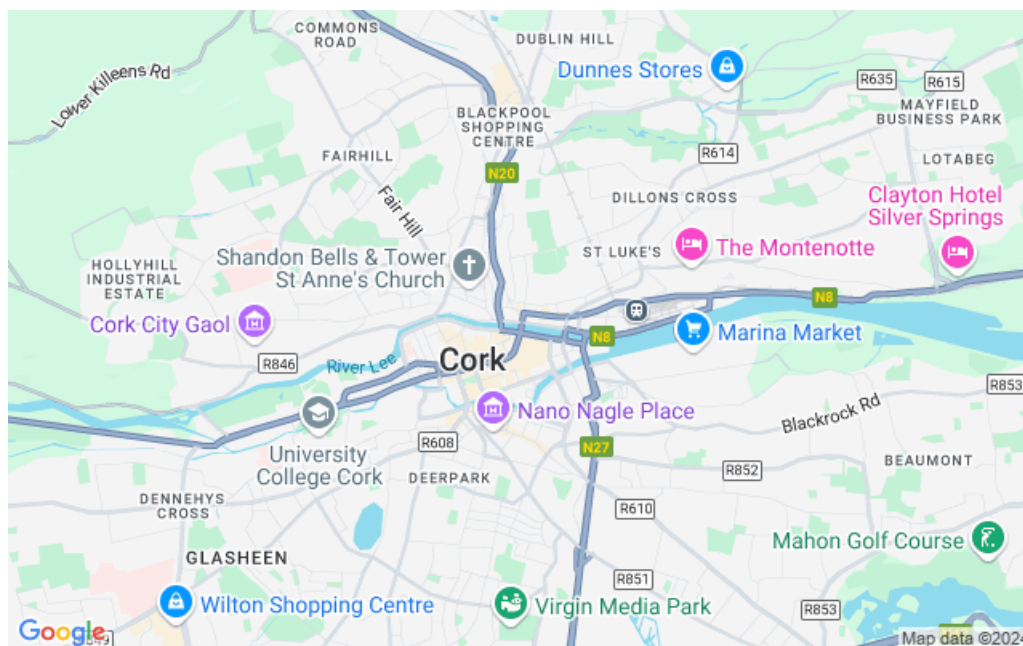 COMMONS
ROAD
DUBLIN HILL
Lower Killeens Rd
Dunnes Stores
R635
R615
MAYFIELD
BUSINESS PARK
BLACKPOOL
SHOPPING
CENTRE
FAIRHILL
R614
LOTABEG
N20
Fair Hill
DILLONS CROSS
Clayton Hotel
Silver Springs
Shandon Bells & Tower
St Anne's Church
ST LUKE'S
The Montenotte
HOLLYHILL
INDUSTRIAL
ESTATE
N8
Cork City Gaol
N8
Marina Market
R846
River Lee
Cork
R853
Nano Nagle Place
Blackrock Rd
R608
N27
University
College Cork
DEERPARK
R852
BEAUMONT
DENNEHYS
CROSS
R610
GLASHEEN
Mahon Golf Course
R851
Wilton Shopping Centre
Virgin Media Park
R853
Google
Map data ©2024